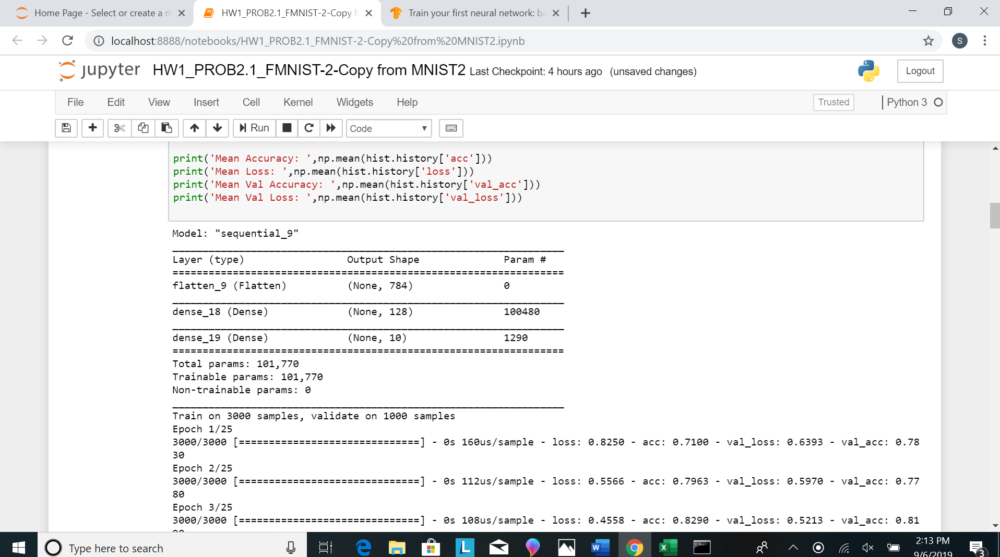 Home Page - Select or create a n
HW1_PROB2.1_FMNIST-2-Copy f
Train your first neural network: ba
localhost:8888/notebooks/HW1_PROB2.1_FMNIST-2-Copy%20from%20MNIST2.ipynb
S
jupyter HW1_PROB2.1_FMNIST-2-Copy from MNIST2 Last Checkpoint: 4 hours ago (unsaved changes)
Logout
File Edit View Insert Cell Kernel Widgets Help
Trusted
Python 3
Run
Code
print('Mean Accuracy: ',np.mean(hist.history['acc']))
print('Mean Loss: ',np.mean(hist.history['loss']))
print('Mean Val Accuracy: ',np.mean(hist.history['val_acc']))
print('Mean Val Loss: ',np.mean(hist.history['val_loss']))
Model: "sequential_9"
_________________________________________________________________
Layer (type)                 Output Shape              Param #
=================================================================
flatten_9 (Flatten)          (None, 784)               0
_________________________________________________________________
dense_18 (Dense)             (None, 128)               100480
_________________________________________________________________
dense_19 (Dense)             (None, 10)                1290
=================================================================
Total params: 101,770
Trainable params: 101,770
Non-trainable params: 0
_________________________________________________________________
Train on 3000 samples, validate on 1000 samples
Epoch 1/25
3000/3000 [==============================] - 0s 160us/sample - loss: 0.8250 - acc: 0.7100 - val_loss: 0.6393 - val_acc: 0.78
30
Epoch 2/25
3000/3000 [==============================] - 0s 112us/sample - loss: 0.5566 - acc: 0.7963 - val_loss: 0.5970 - val_acc: 0.77
80
Epoch 3/25
3000/3000 [==============================] - 0s 108us/sample - loss: 0.4558 - acc: 0.8290 - val_loss: 0.5213 - val_acc: 0.81
Type here to search
2:13 PM
9/6/2019
3